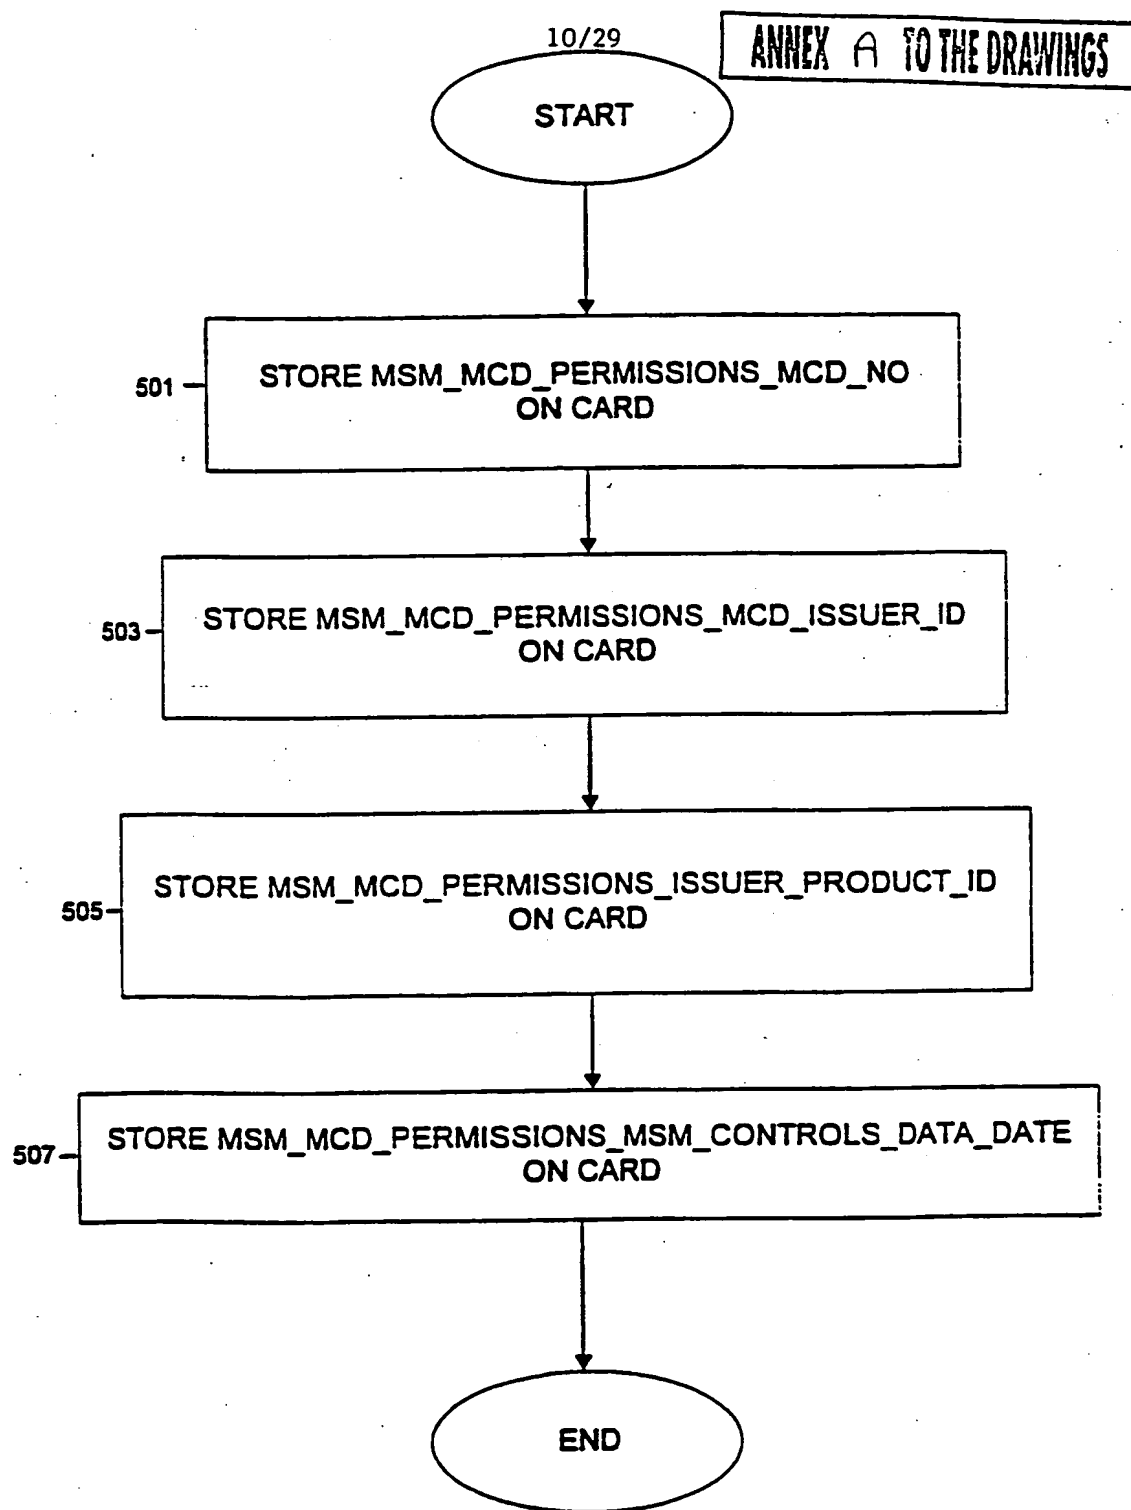 10/29
ANNEX A TO THE DRAWINGS
START
501
STORE MSM_MCD_PERMISSIONS_MCD_NO
ON CARD
503
STORE MSM_MCD_PERMISSIONS_MCD_ISSUER_ID
ON CARD
505
STORE MSM_MCD_PERMISSIONS_ISSUER_PRODUCT_ID
ON CARD
507
STORE MSM_MCD_PERMISSIONS_MSM_CONTROLS_DATA_DATE
ON CARD
END